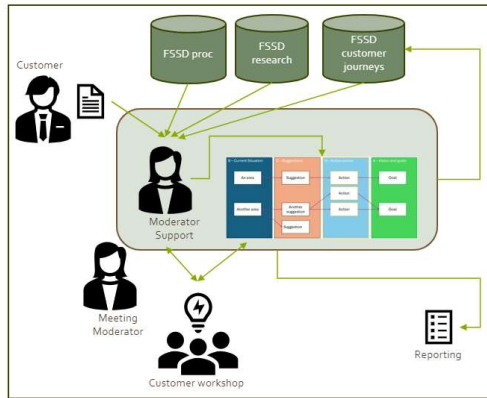 Customer
FSSD proc
FSSD
research
FSSD
customer
journeys
Moderator
Support
An area
Another area
Suggestion
Another
suggestion
Suggestion
Action
Action
Action
Goal
Goal
Meeting
Moderator
Customer workshop
Reporting